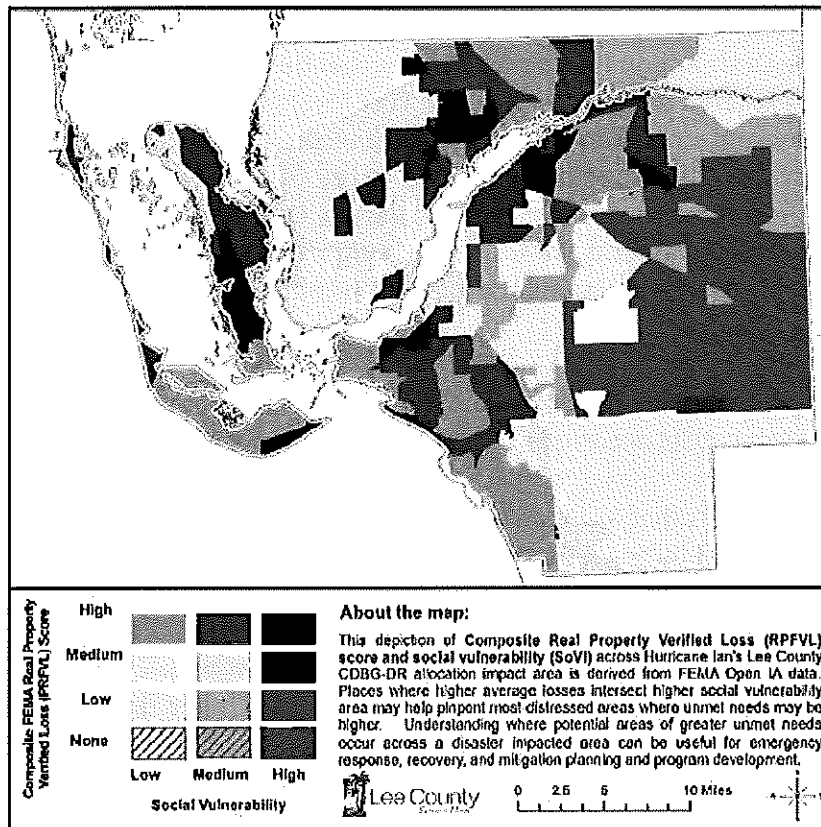 Composite FEMA Real Property
Verified Loss (PRFVL) Score
High
Medium
Low
None
Low Medium High
Social Vulnerability
About the map:
This depiction of Composite Real Property Verified Loss (RPFVL)
score and social vulnerability (SoVI) across Hurricane Ian's Lee County
CDBG-DR allocation impact area is derived from FEMA Open IA data.
Places where higher average losses intersect higher social vulnerability
area may help pinpont most distressed areas where unmet needs may be
higher. Understanding where potential areas of greater unmet needs
occur across a disaster impacted area can be useful for emergency
response, recovery, and mitigation planning and program development.
Lee County
0 2.5 5 10 Miles